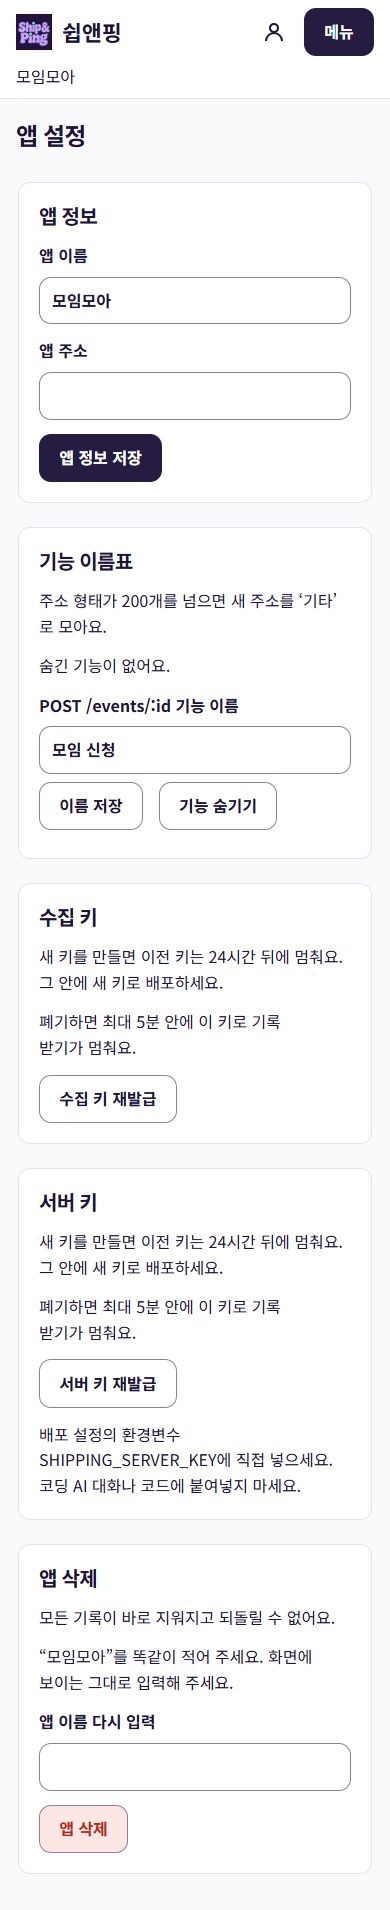 Ship&
Ping
쉽앤핑
메뉴
모임모아
앱 설정
앱 정보
앱 이름
모임모아
앱 주소
앱 정보 저장
기능 이름표
주소 형태가 200개를 넘으면 새 주소를 ‘기타’
로 모아요.
숨긴 기능이 없어요.
POST /events/:id 기능 이름
모임 신청
이름 저장
기능 숨기기
수집 키
새 키를 만들면 이전 키는 24시간 뒤에 멈춰요.
그 안에 새 키로 배포하세요.
폐기하면 최대 5분 안에 이 키로 기록
받기가 멈춰요.
수집 키 재발급
서버 키
새 키를 만들면 이전 키는 24시간 뒤에 멈춰요.
그 안에 새 키로 배포하세요.
폐기하면 최대 5분 안에 이 키로 기록
받기가 멈춰요.
서버 키 재발급
배포 설정의 환경변수
SHIPPING_SERVER_KEY에 직접 넣으세요.
코딩 AI 대화나 코드에 붙여넣지 마세요.
앱 삭제
모든 기록이 바로 지워지고 되돌릴 수 없어요.
“모임모아”를 똑같이 적어 주세요. 화면에
보이는 그대로 입력해 주세요.
앱 이름 다시 입력
앱 삭제